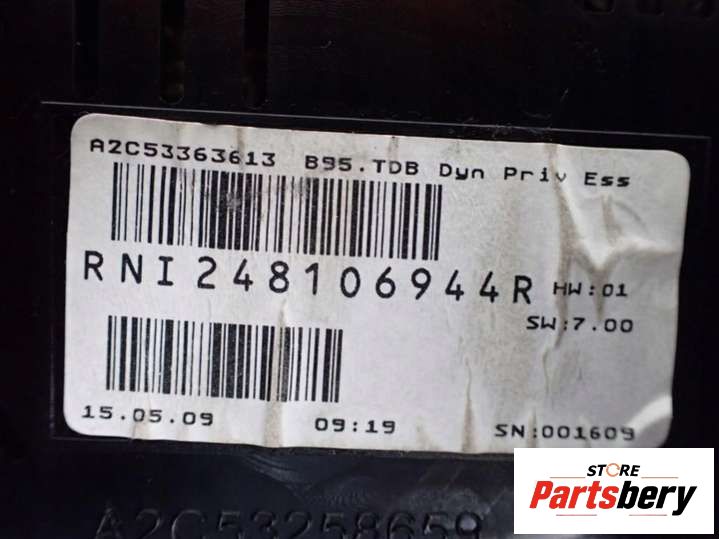 A2C53363613 B95.TDB Dyn Priv Ess
RNI248106944R HW:01
SW:7.00
15.05.09 09:19 SN:001609
A2C53258659
STORE
Partsbery